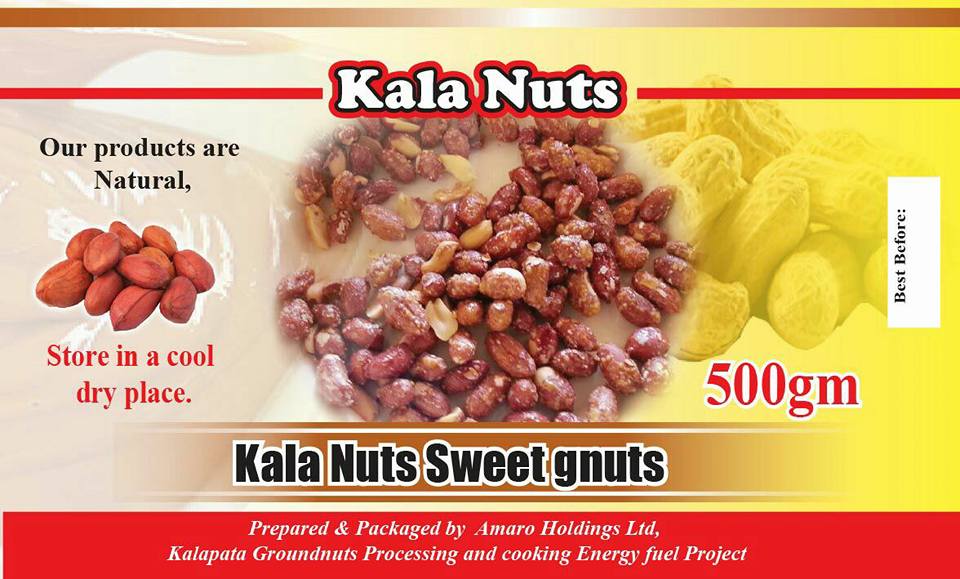 Kala Nuts
Our products are
Natural,
Store in a cool
dry place.
Best Before:
500gm
Kala Nuts Sweet gnuts
Prepared & Packaged by Amaro Holdings Ltd,
Kalapata Groundnuts Processing and cooking Energy fuel Project